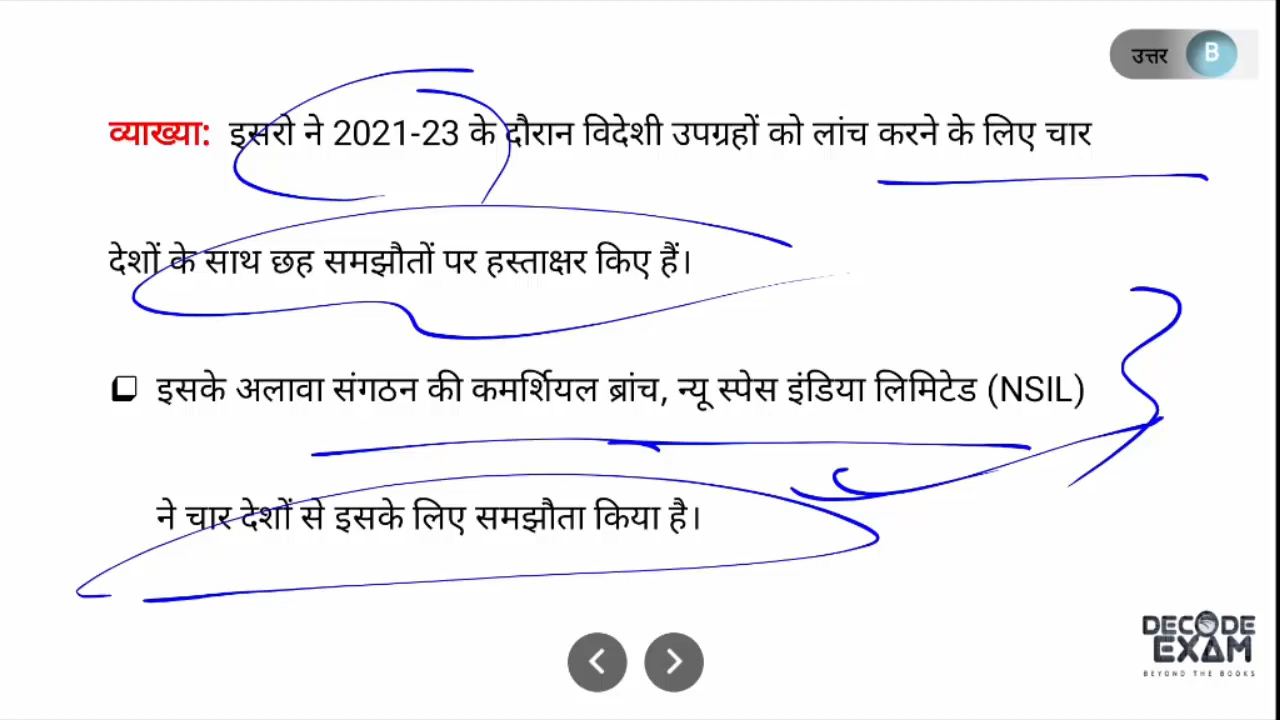 उत्तर B
व्याख्या: इसरो ने 2021-23 के दौरान विदेशी उपग्रहों को लांच करने के लिए चार
देशों के साथ छह समझौतों पर हस्ताक्षर किए हैं।
इसके अलावा संगठन की कमर्शियल ब्रांच, न्यू स्पेस इंडिया लिमिटेड (NSIL)
ने चार देशों से इसके लिए समझौता किया है।
DECODE
EXAM
BEYOND THE BOOKS